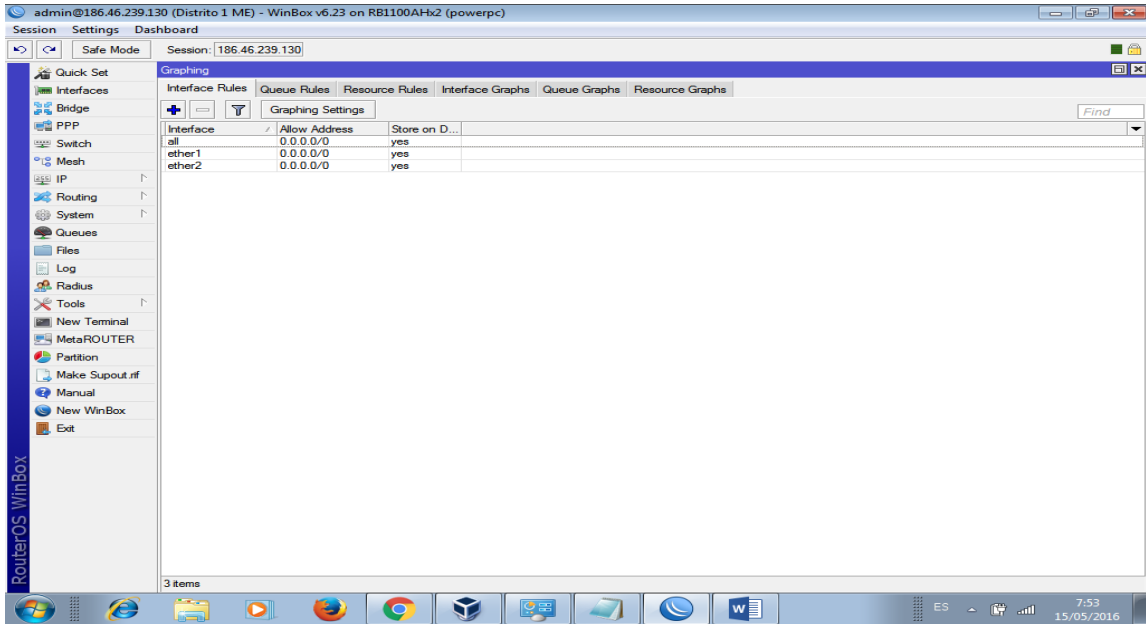 admin@186.46.239.130 (Distrito 1 ME) - WinBox v6.23 on RB1100AHx2 (powerpc)
Session Settings Dashboard
Safe Mode Session: 186.46.239.130
Quick Set
Interfaces
Bridge
PPP
Switch
Mesh
IP
Routing
System
Queues
Files
Log
Radius
Tools
New Terminal
MetaROUTER
Partition
Make Supout.rif
Manual
New WinBox
Exit
RouterOS WinBox
Graphing
Interface Rules Queue Rules Resource Rules Interface Graphs Queue Graphs Resource Graphs
Graphing Settings Find
Interface Allow Address Store on D...
all 0.0.0.0/0 yes
ether1 0.0.0.0/0 yes
ether2 0.0.0.0/0 yes
3 items
ES 7:53
15/05/2016